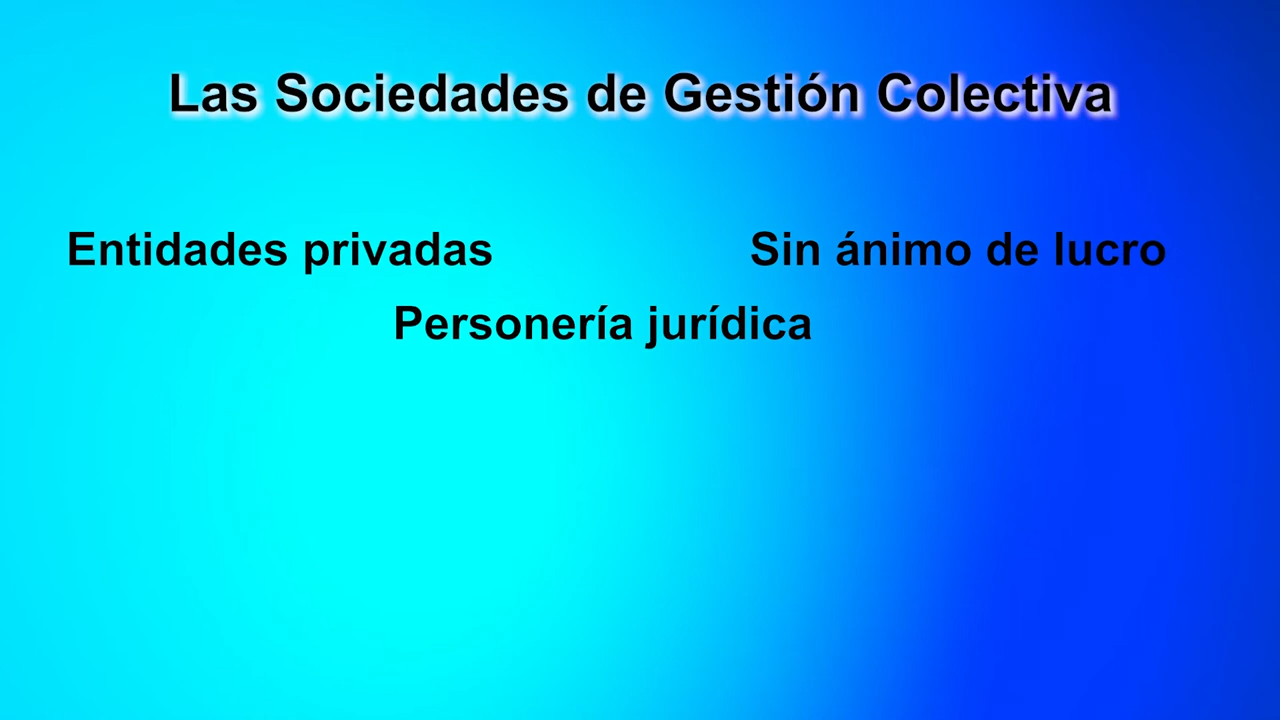 Las Sociedades de Gestión Colectiva
Entidades privadas
Sin ánimo de lucro
Personería jurídica